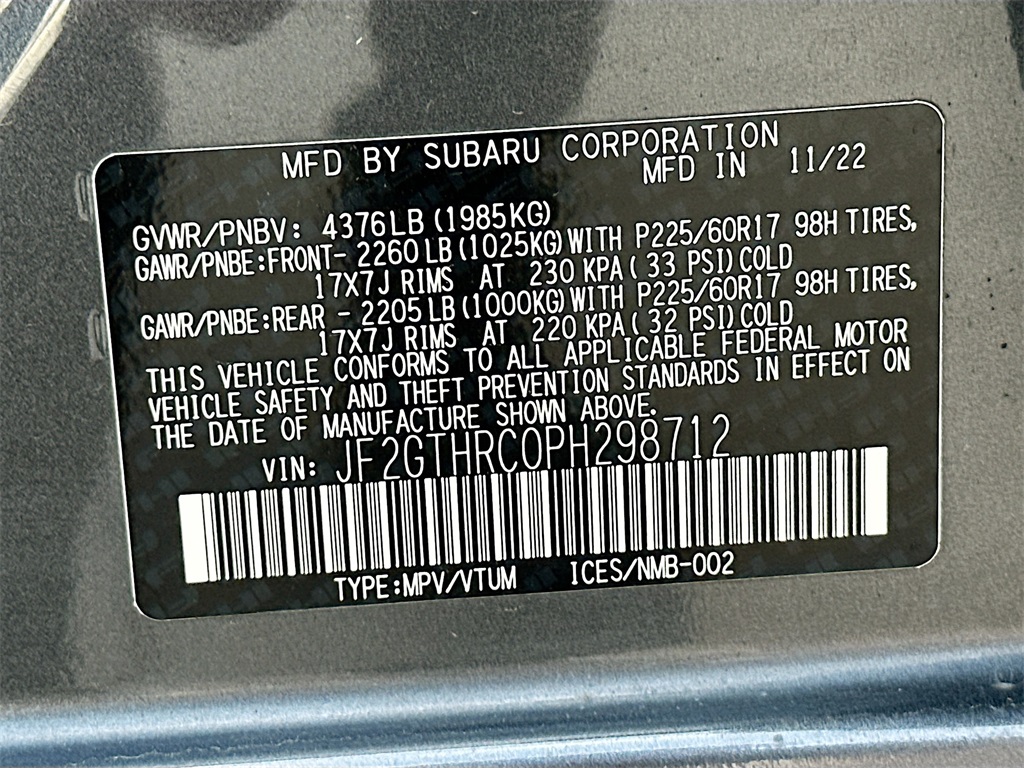 MFD BY SUBARU CORPORATION
MFD IN 11/22
GVWR/PNBV: 4376LB (1985KG)
GAWR/PNBE:FRONT- 2260LB (1025KG) WITH P225/60R17 98H TIRES,
17X7J RIMS AT 230 KPA( 33 PSI) COLD
GAWR/PNBE:REAR - 2205LB (1000KG) WITH P225/60R17 98H TIRES,
17X7J RIMS AT 220 KPA( 32 PSI) COLD
THIS VEHICLE CONFORMS TO ALL APPLICABLE FEDERAL MOTOR
VEHICLE SAFETY AND THEFT PREVENTION STANDARDS IN EFFECT ON
THE DATE OF MANUFACTURE SHOWN ABOVE.
VIN: JF2GTHRC0PH298712
TYPE:MPV/VTUM ICES/NMB-002